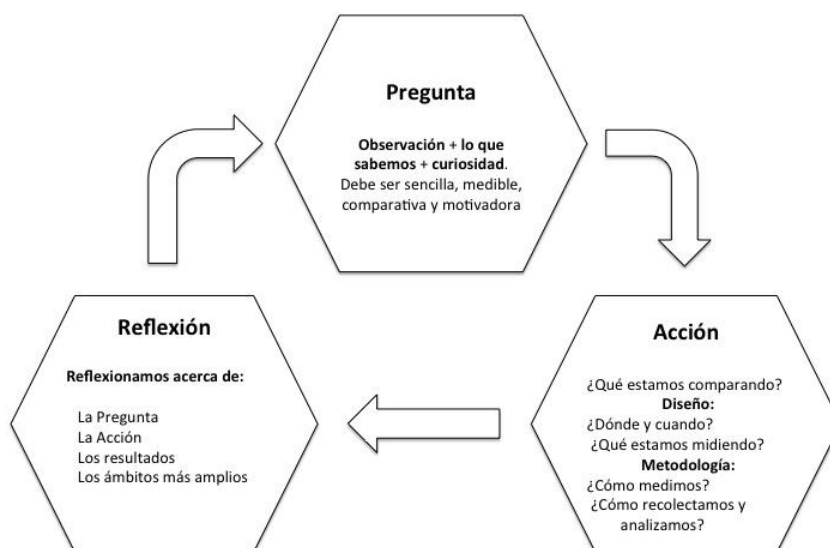 Pregunta
Observación + lo que
sabemos + curiosidad.
Debe ser sencilla, medible,
comparativa y motivadora
Reflexión
Reflexionamos acerca de:
La Pregunta
La Acción
Los resultados
Los ámbitos más amplios
Acción
¿Qué estamos comparando?
Diseño:
¿Dónde y cuando?
¿Qué estamos midiendo?
Metodología:
¿Cómo medimos?
¿Cómo recolectamos y
analizamos?